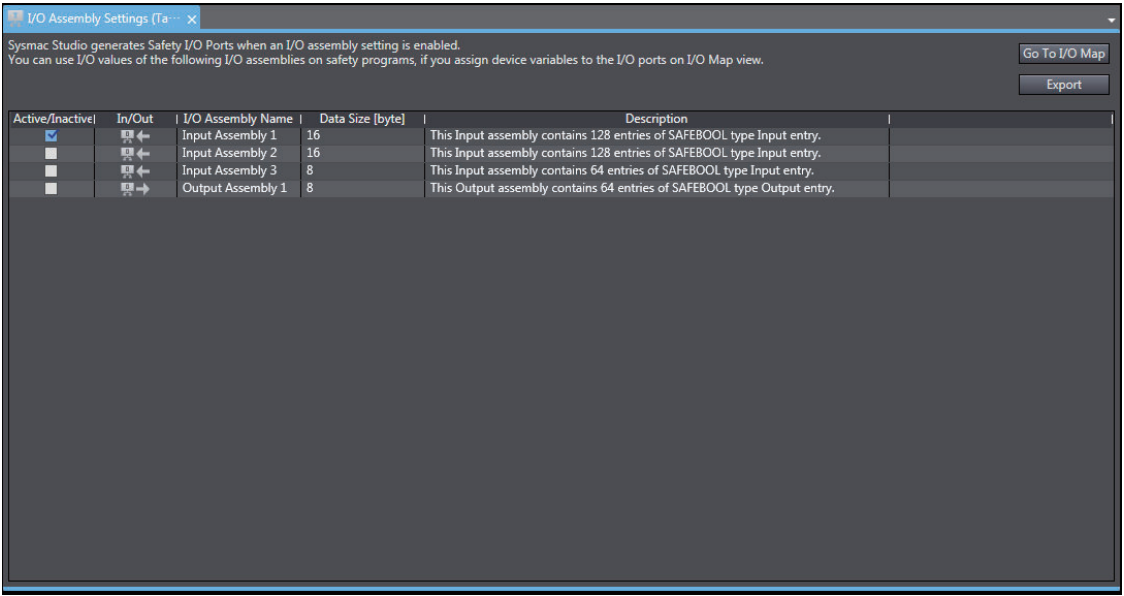 I/O Assembly Settings (Ta···
Sysmac Studio generates Safety I/O Ports when an I/O assembly setting is enabled.
You can use I/O values of the following I/O assemblies on safety programs, if you assign device variables to the I/O ports on I/O Map view.
Go To I/O Map
Export
Active/Inactive In/Out I/O Assembly Name Data Size [byte] Description
Input Assembly 1 16 This Input assembly contains 128 entries of SAFEBOOL type Input entry.
Input Assembly 2 16 This Input assembly contains 128 entries of SAFEBOOL type Input entry.
Input Assembly 3 8 This Input assembly contains 64 entries of SAFEBOOL type Input entry.
Output Assembly 1 8 This Output assembly contains 64 entries of SAFEBOOL type Output entry.